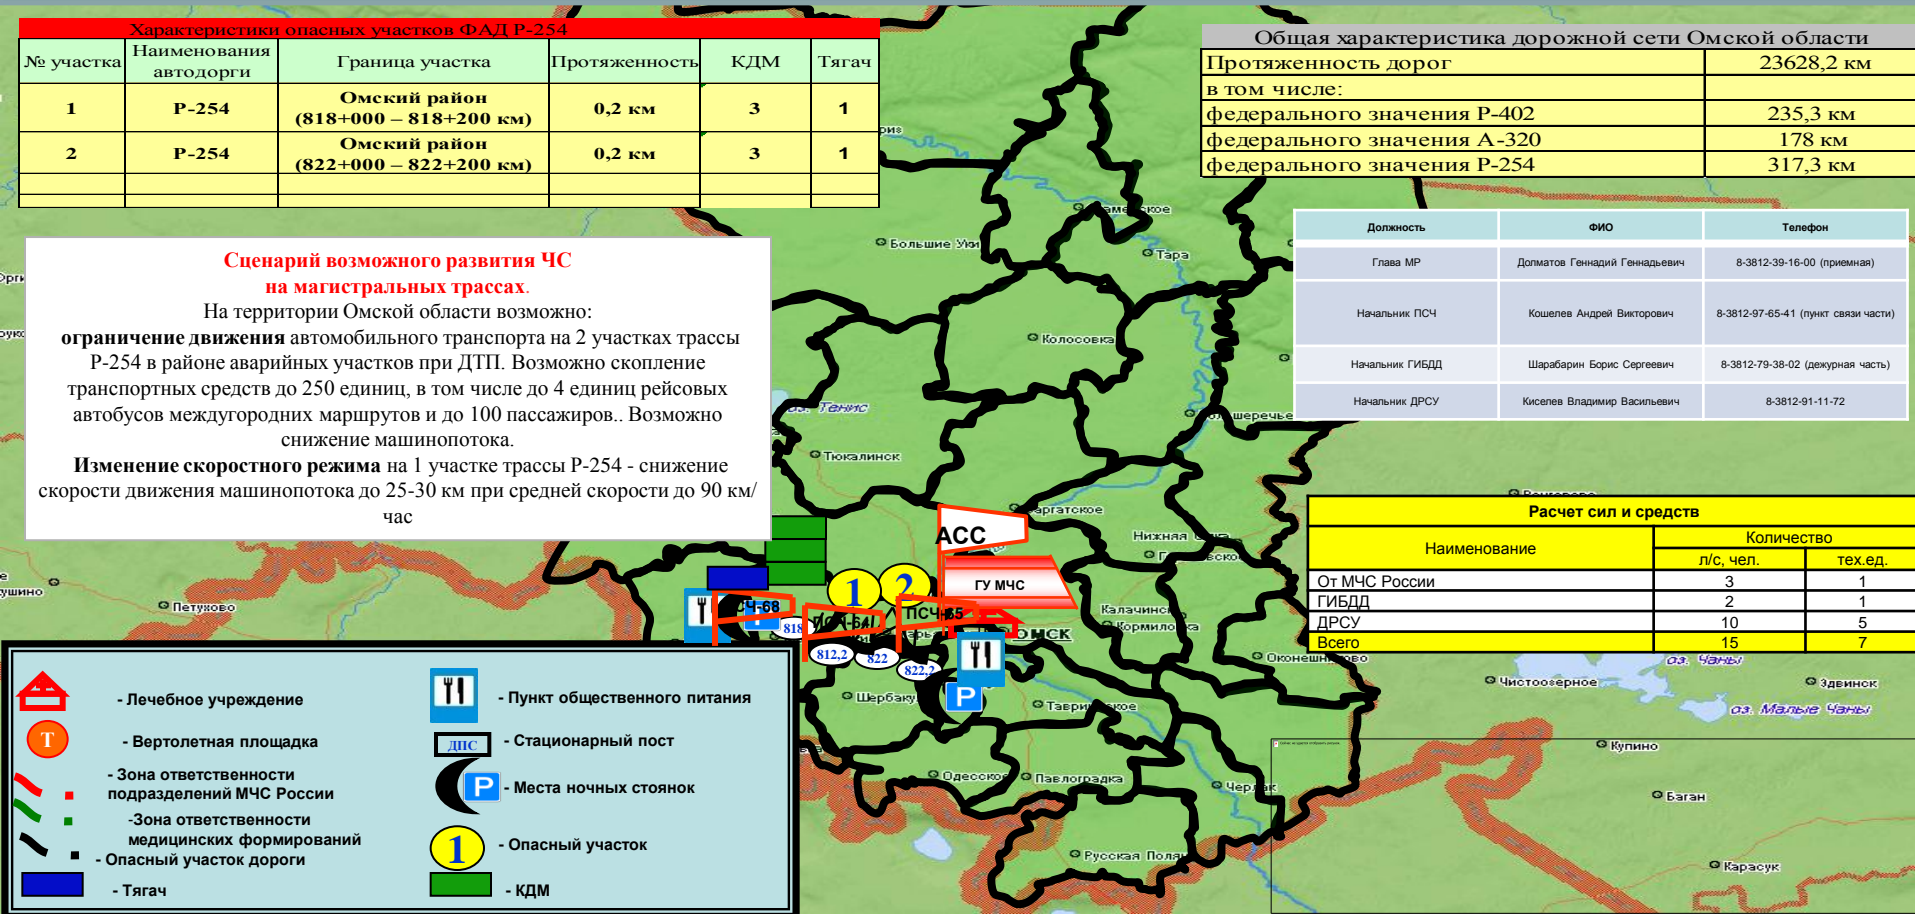 Характеристики опасных участков ФАД Р-254
№ участка Наименования автодорги Граница участка Протяженность КДМ Тягач
1 Р-254 Омский район (818+000 – 818+200 км) 0,2 км 3 1
2 Р-254 Омский район (822+000 – 822+200 км) 0,2 км 3 1
Общая характеристика дорожной сети Омской области
Протяженность дорог 23628,2 км
в том числе:
федерального значения Р-402 235,3 км
федерального значения А-320 178 км
федерального значения Р-254 317,3 км
Должность ФИО Телефон
Глава МР Долматов Геннадий Геннадьевич 8-3812-39-16-00 (приемная)
Начальник ПСЧ Кошелев Андрей Викторович 8-3812-97-65-41 (пункт связи части)
Начальник ГИБДД Шарабарин Борис Сергеевич 8-3812-79-38-02 (дежурная часть)
Начальник ДРСУ Киселев Владимир Васильевич 8-3812-91-11-72
Сценарий возможного развития ЧС
на магистральных трассах.
На территории Омской области возможно:
ограничение движения автомобильного транспорта на 2 участках трассы
Р-254 в районе аварийных участков при ДТП. Возможно скопление
транспортных средств до 250 единиц, в том числе до 4 единиц рейсовых
автобусов междугородних маршрутов и до 100 пассажиров.. Возможно
снижение машинопотока.
Изменение скоростного режима на 1 участке трассы Р-254 - снижение
скорости движения машинопотока до 25-30 км при средней скорости до 90 км/
час
Расчет сил и средств
Наименование Количество
л/с, чел. тех.ед.
От МЧС России 3 1
ГИБДД 2 1
ДРСУ 10 5
Всего 15 7
Большие Уки
Тара
Колосовка
оз. Тенис
Тюкалинск
Петухово
АСС
ГУ МЧС
1
2
СЧ-68
ПСЧ-64
ПСЧ-65
P
818
812,2
822
822,2
Калачинск
Кормиловка
Омск
P
Одесское
Павлоградка
Черлак
Русская Поляна
Чистоозерное
оз. Чаны
Здвинск
оз. Малые Чаны
Купино
Баган
Карасук
- Лечебное учреждение
Т - Вертолетная площадка
- Зона ответственности
подразделений МЧС России
-Зона ответственности
медицинских формирований
- Опасный участок дороги
- Тягач
- Пункт общественного питания
ДПС - Стационарный пост
P - Места ночных стоянок
1 - Опасный участок
- КДМ